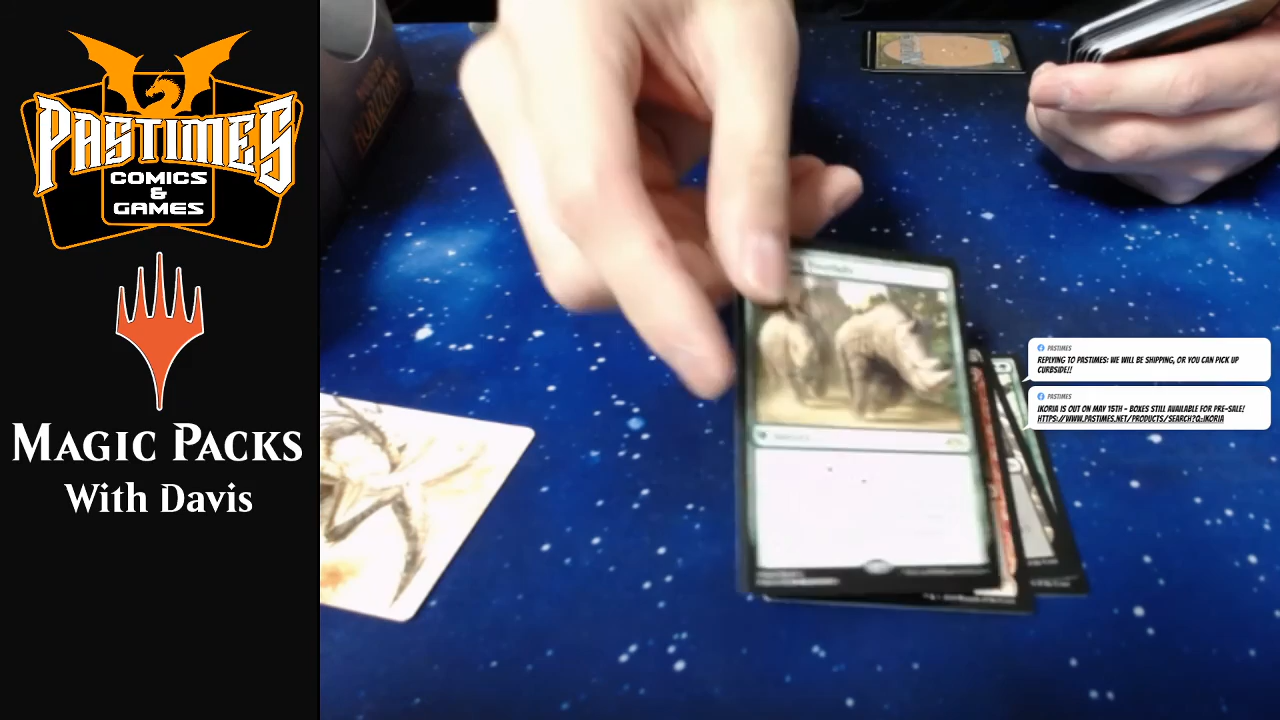 PASTIMES
COMICS
&
GAMES
MAGIC PACKS
With Davis
HORIZONS
PASTIMES
REPLYING TO PASTIMES: WE WILL BE SHIPPING, OR YOU CAN PICK UP
CURBSIDE!!
PASTIMES
IKORIA IS OUT ON MAY 15TH - BOXES STILL AVAILABLE FOR PRE-SALE!
HTTPS://WWW.PASTIMES.NET/PRODUCTS/SEARCH?Q=IKORIA